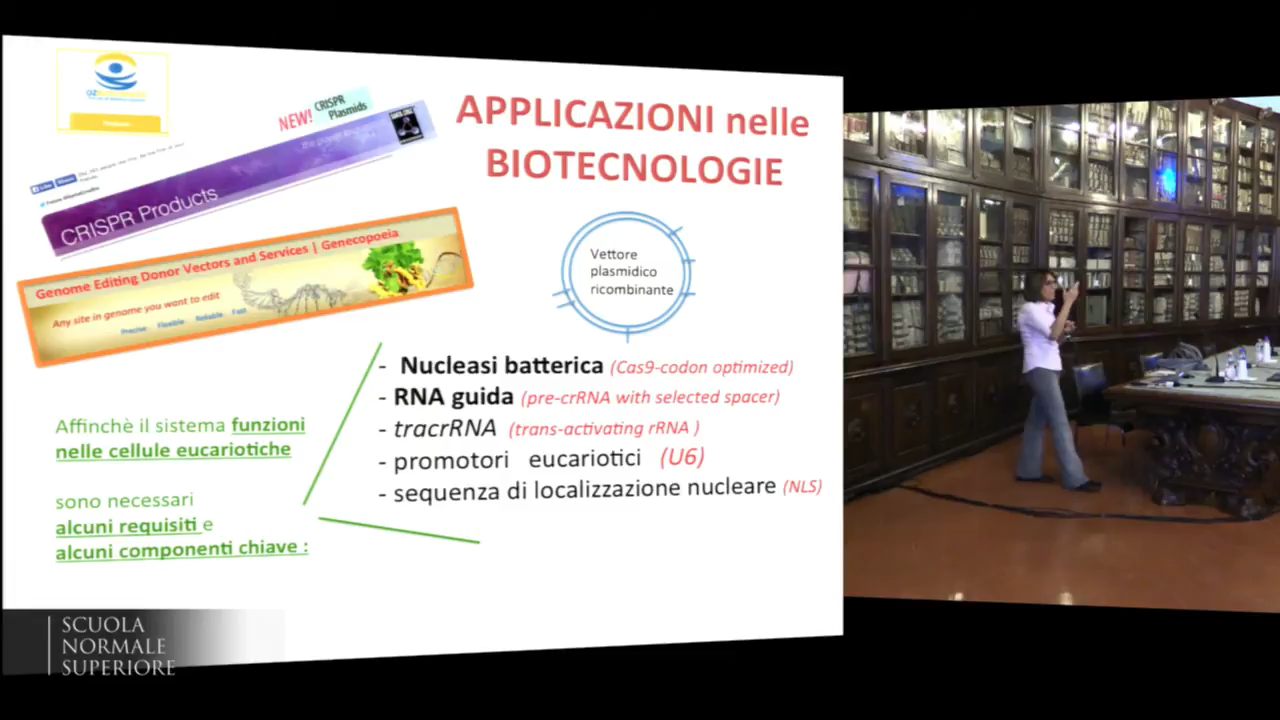 NEW! CRISPR
Plasmids
CRISPR Products
Genome Editing Donor Vectors and Services | Genecopoeia
Any site in genome you want to edit
Precise Flexible Reliable Fast
APPLICAZIONI nelle
BIOTECNOLOGIE
Vettore
plasmidico
ricombinante
Affinchè il sistema funzioni
nelle cellule eucariotiche
sono necessari
alcuni requisiti e
alcuni componenti chiave :
- Nucleasi batterica (Cas9-codon optimized)
- RNA guida (pre-crRNA with selected spacer)
- tracrRNA (trans-activating rRNA )
- promotori eucariotici (U6)
- sequenza di localizzazione nucleare (NLS)
SCUOLA
NORMALE
SUPERIORE